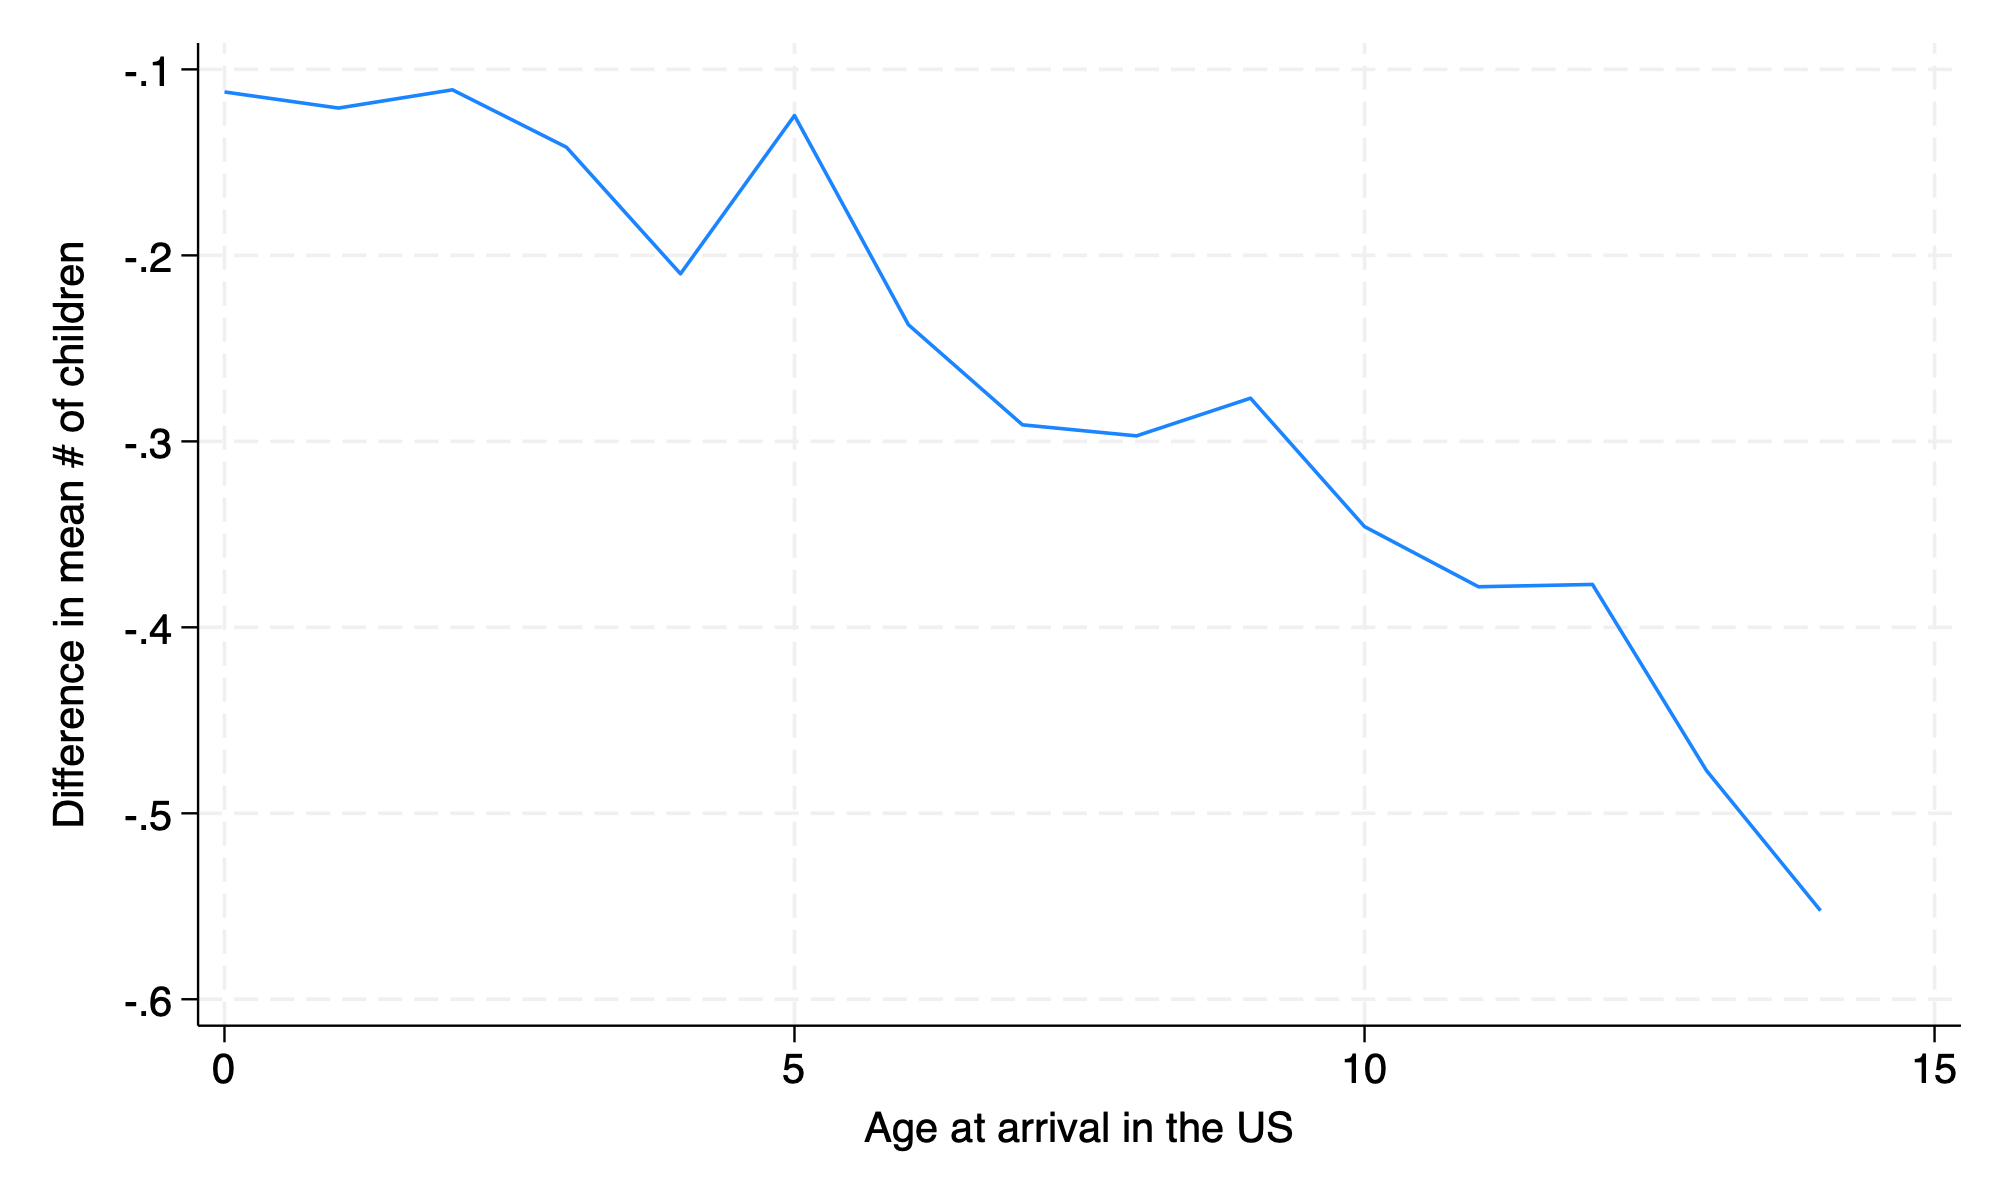 Difference in mean # of children
-.1
-.2
-.3
-.4
-.5
-.6
0 5 10 15
Age at arrival in the US